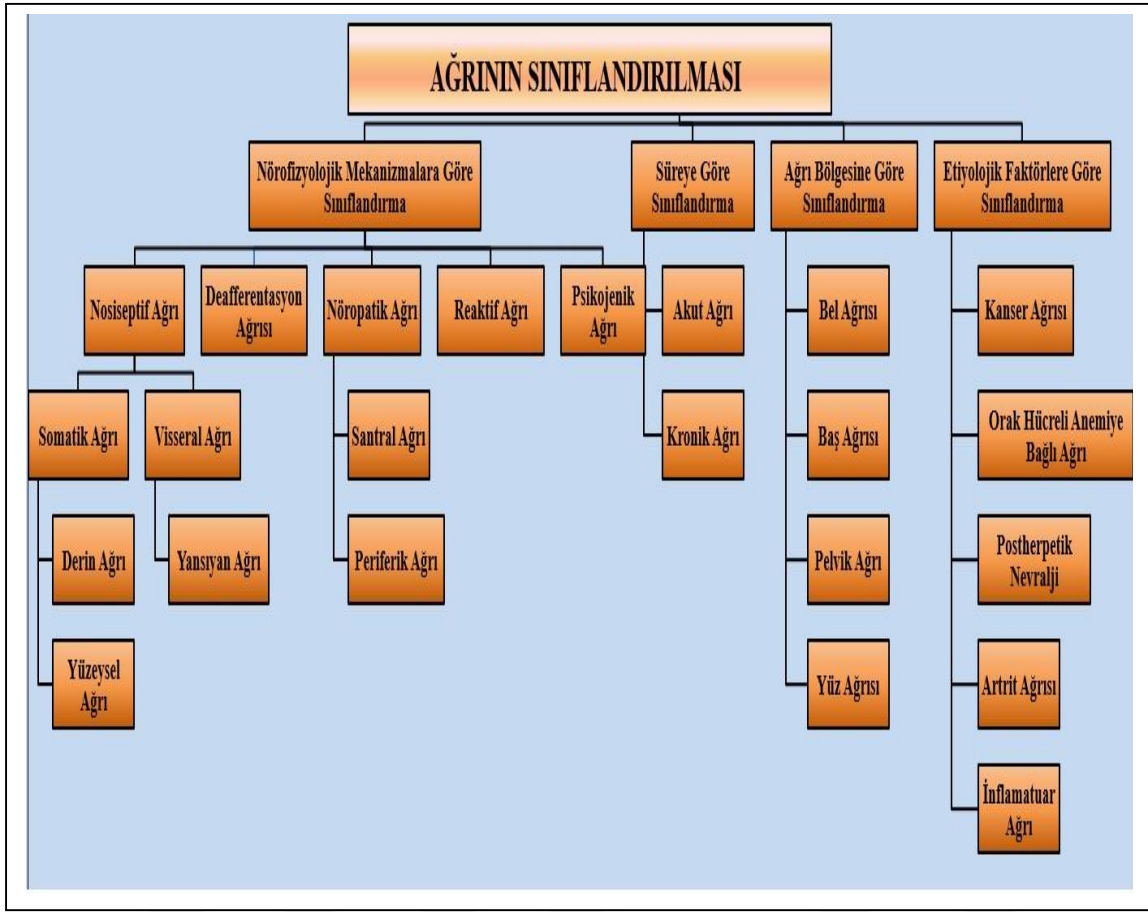 AĞRININ SINIFLANDIRILMASI
Nörofizyolojik Mekanizmalara Göre
Sınıflandırma
Süreye Göre
Sınıflandırma
Ağrı Bölgesine Göre
Sınıflandırma
Etiyolojik Faktörlere Göre
Sınıflandırma
Nosiseptif Ağrı
Deafferentasyon
Ağrısı
Nöropatik Ağrı
Reaktif Ağrı
Psikojenik
Ağrı
Akut Ağrı
Bel Ağrısı
Kanser Ağrısı
Somatik Ağrı
Visseral Ağrı
Santral Ağrı
Kronik Ağrı
Baş Ağrısı
Orak Hücreli Anemiye
Bağlı Ağrı
Derin Ağrı
Yansıyan Ağrı
Periferik Ağrı
Pelvik Ağrı
Postherpetik
Nevralji
Yüzeysel
Ağrı
Yüz Ağrısı
Artrit Ağrısı
İnflamatuar
Ağrı